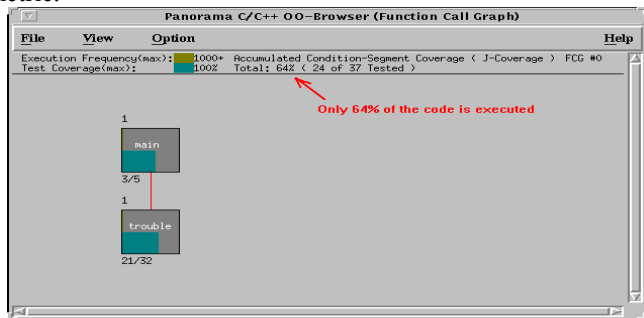 Panorama C/C++ OO-Browser (Function Call Graph)
File View Option Help
Execution Frequency(max): 1000+ Accumulated Condition-Segment Coverage ( J-Coverage ) FCG #0
Test Coverage(max): 100% Total: 64% ( 24 of 37 Tested )
Only 64% of the code is executed
1
main
3/5
1
trouble
21/32